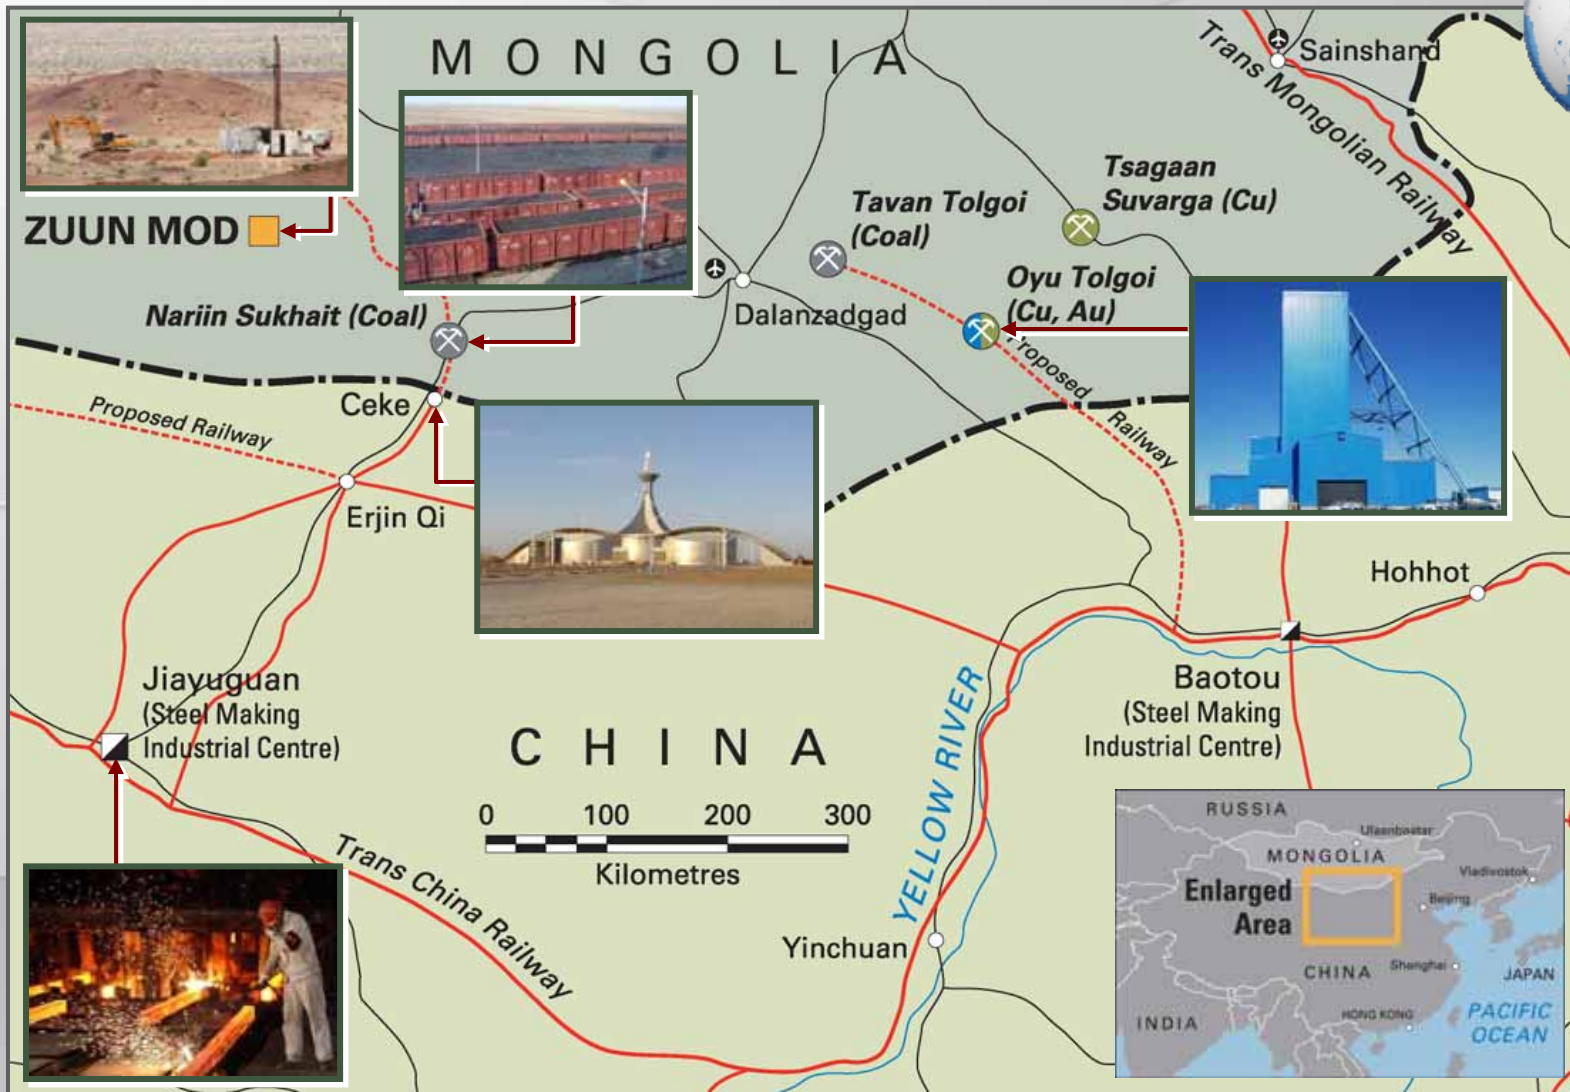 MONGOLIA
Sainshand
Trans Mongolian Railway
Tsagaan
Suvarga (Cu)
Tavan Tolgoi
(Coal)
ZUUN MOD
Oyu Tolgoi
(Cu, Au)
Nariin Sukhait (Coal)
Dalanzadgad
Proposed Railway
Ceke
Proposed Railway
Erjin Qi
Hohhot
Jiayuguan
(Steel Making
Industrial Centre)
Baotou
(Steel Making
Industrial Centre)
CHINA
YELLOW RIVER
0 100 200 300
Kilometres
Trans China Railway
Yinchuan
RUSSIA
Ulaanbaatar
MONGOLIA
Vladivostok
Enlarged
Area
Beijing
CHINA
Shanghai
JAPAN
HONG KONG
INDIA
PACIFIC
OCEAN